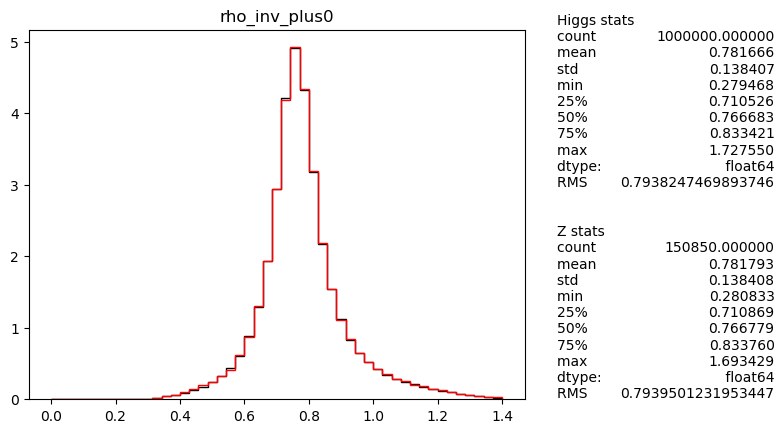 rho_inv_plus0
5
4
3
2
1
0
0.0 0.2 0.4 0.6 0.8 1.0 1.2 1.4
Higgs stats
count 1000000.000000
mean 0.781666
std 0.138407
min 0.279468
25% 0.710526
50% 0.766683
75% 0.833421
max 1.727550
dtype: float64
RMS 0.7938247469893746
Z stats
count 150850.000000
mean 0.781793
std 0.138408
min 0.280833
25% 0.710869
50% 0.766779
75% 0.833760
max 1.693429
dtype: float64
RMS 0.7939501231953447